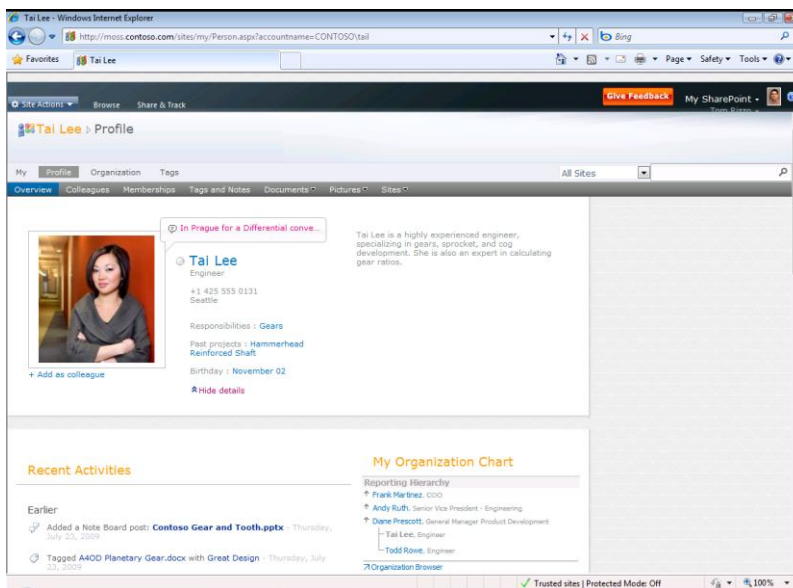 Tai Lee - Windows Internet Explorer
http://moss.contoso.com/sites/my/Person.aspx?accountname=CONTOSO\tail
Bing
Favorites
Tai Lee
Page Safety Tools
Site Actions Browse Share & Track
Give Feedback
My SharePoint
Tai Lee Profile
My Profile Organization Tags
All Sites
Overview Colleagues Memberships Tags and Notes Documents Pictures Sites
In Prague for a Differential conve...
Tai Lee
Engineer
+1 425 555 0131
Seattle
Responsibilities : Gears
Past projects : Hammerhead
Reinforced Shaft
Birthday : November 02
Hide details
+ Add as colleague
Tai Lee is a highly experienced engineer,
specializing in gears, sprocket, and cog
development. She is also an expert in calculating
gear ratios.
Recent Activities
Earlier
Added a Note Board post: Contoso Gear and Tooth.pptx - Thursday,
July 23, 2009
Tagged A4OD Planetary Gear.docx with Great Design - Thursday, July
23, 2009
My Organization Chart
Reporting Hierarchy
Frank Martinez, COO
Andy Ruth, Senior Vice President - Engineering
Diane Prescott, General Manager Product Development
Tai Lee, Engineer
Todd Rowe, Engineer
Organization Browser
Trusted sites | Protected Mode: Off
100%